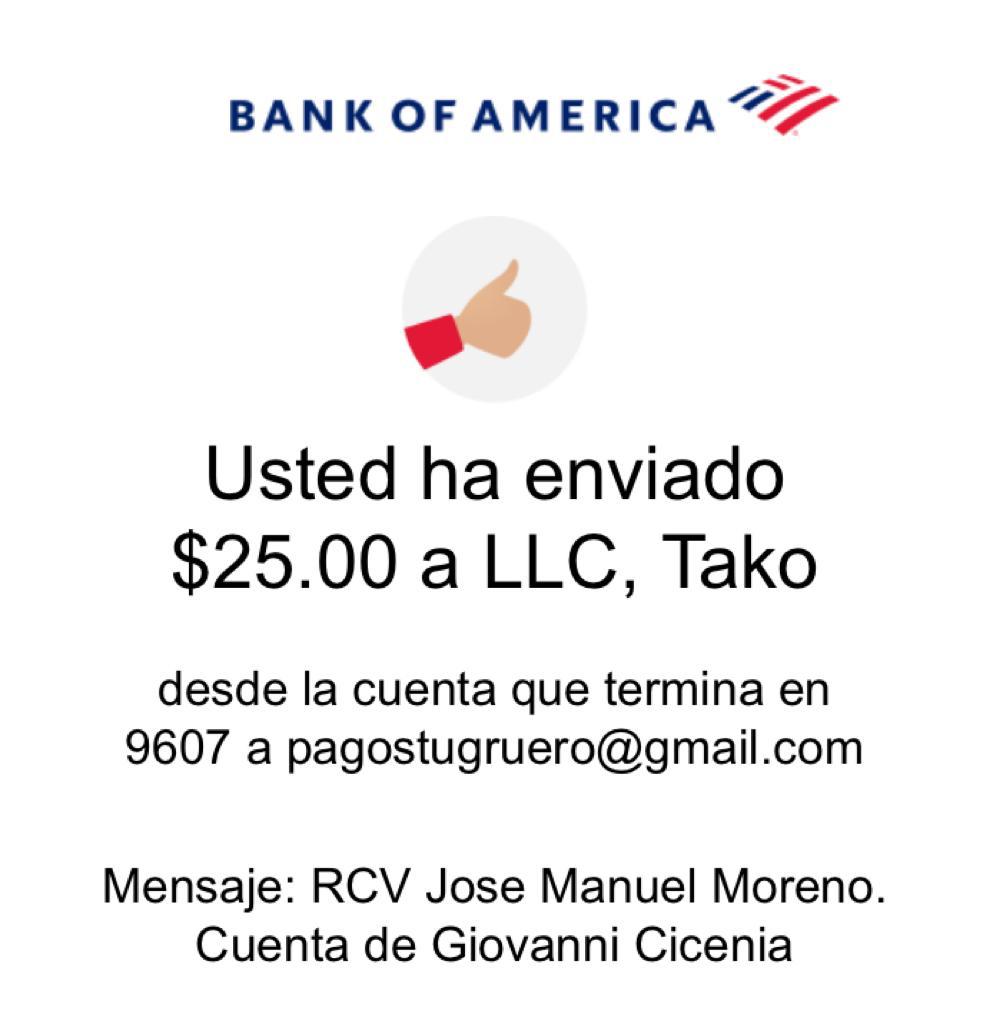 BANK OF AMERICA
Usted ha enviado
$25.00 a LLC, Tako
desde la cuenta que termina en
9607 a pagostugruero@gmail.com
Mensaje: RCV Jose Manuel Moreno.
Cuenta de Giovanni Cicenia